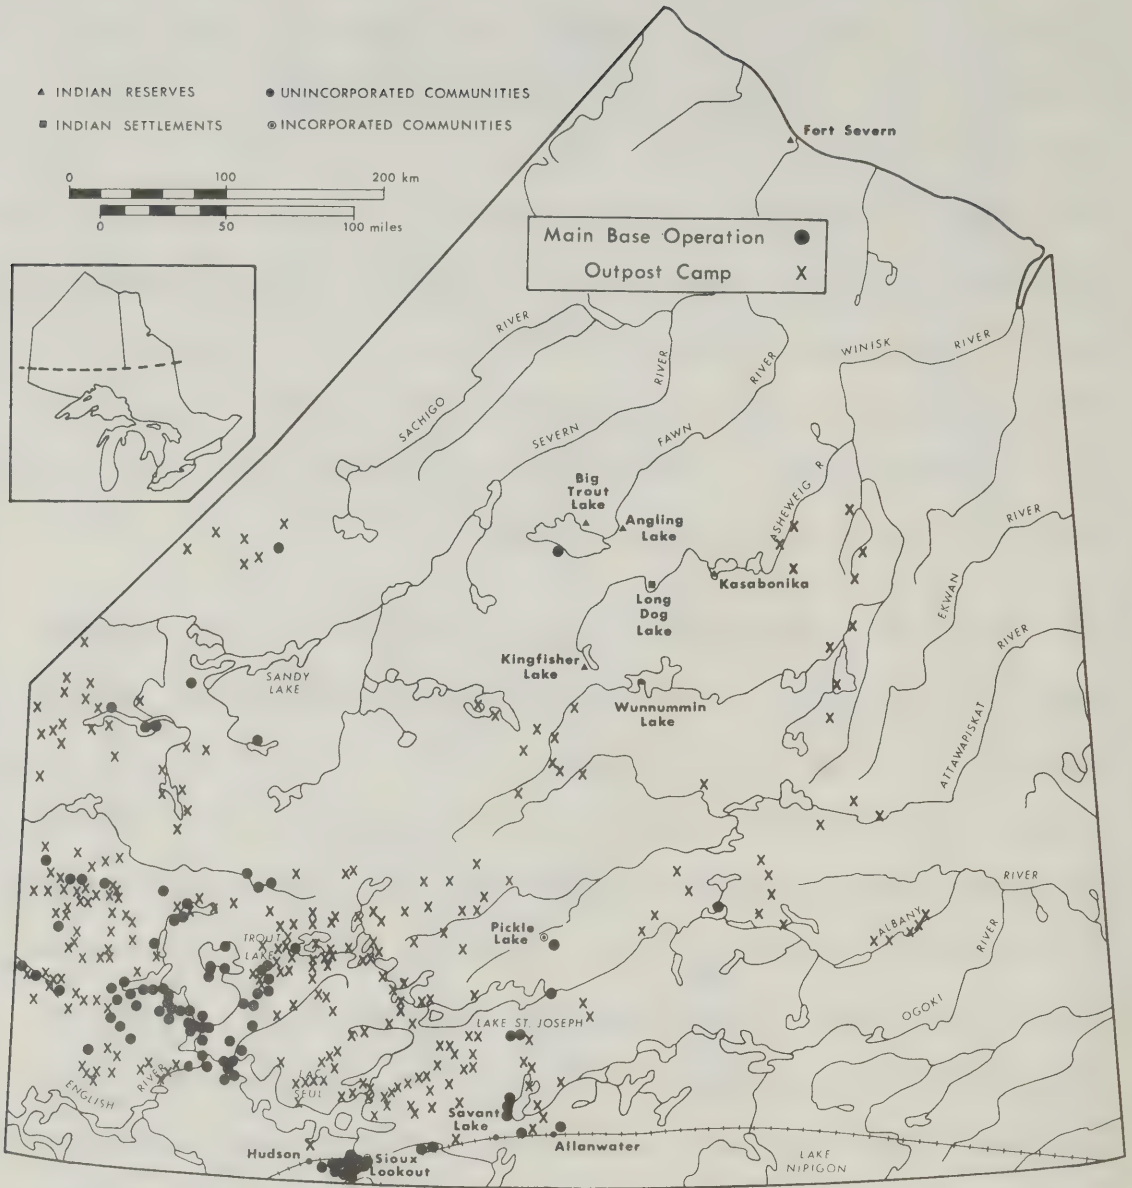 ▲ INDIAN RESERVES
● UNINCORPORATED COMMUNITIES
■ INDIAN SETTLEMENTS
◎ INCORPORATED COMMUNITIES
0 100 200 km
0 50 100 miles
Fort Severn
Main Base Operation ●
Outpost Camp X
SACHIGO RIVER
SEVERN RIVER
FAWN RIVER
WINISK RIVER
ASHEWEIG R
EKWAN RIVER
ATTAWAPISKAT RIVER
Big
Trout
Lake
Angling
Lake
Kasabonika
Long
Dog
Lake
Kingfisher
Lake
Wunnummin
Lake
SANDY
LAKE
TROUT
LAKE
Pickle
Lake
ALBANY RIVER
OGOKI RIVER
LAKE ST. JOSEPH
LAC
SEUL
ENGLISH RIVER
Savant
Lake
Allanwater
Hudson
Sioux
Lookout
LAKE
NIPIGON